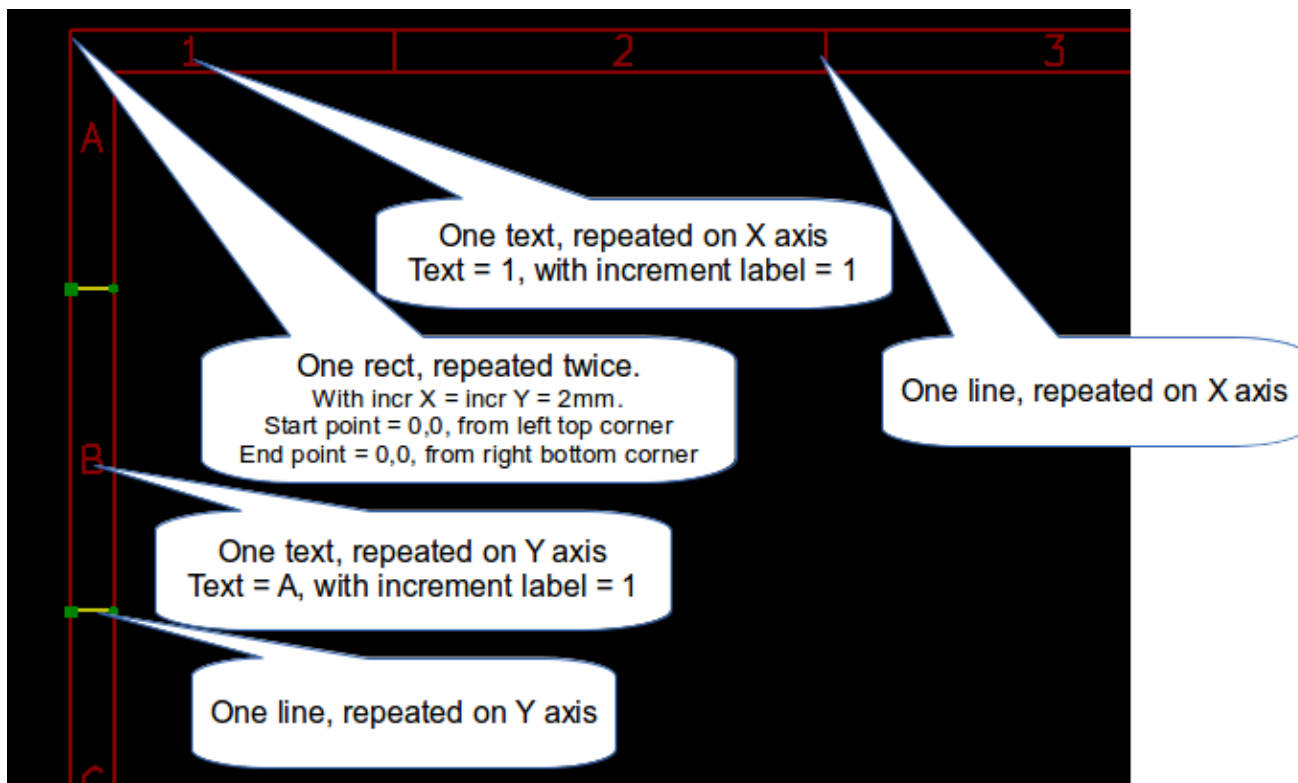 1 2 3
A
One text, repeated on X axis
Text = 1, with increment label = 1
One rect, repeated twice.
With incr X = incr Y = 2mm.
Start point = 0,0, from left top corner
End point = 0,0, from right bottom corner
One line, repeated on X axis
B
One text, repeated on Y axis
Text = A, with increment label = 1
One line, repeated on Y axis
C